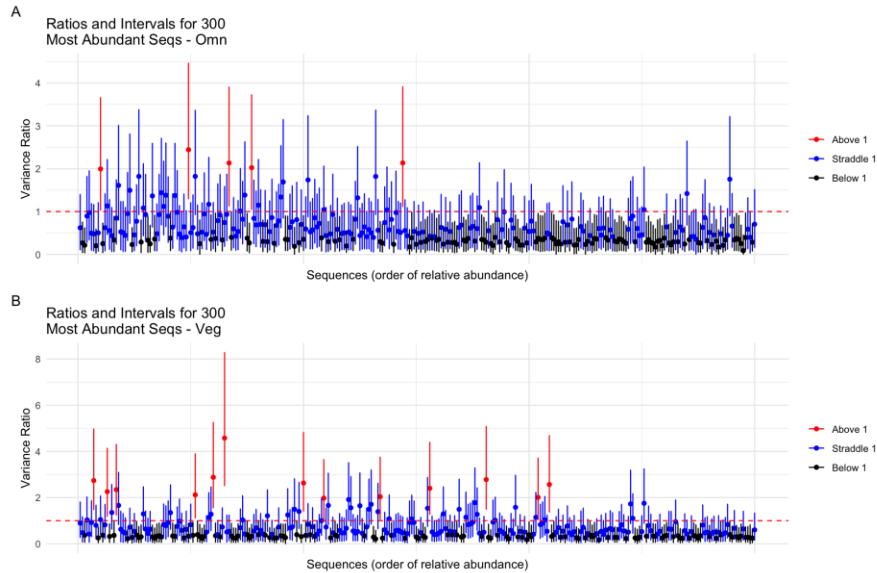 A
Ratios and Intervals for 300
Most Abundant Seqs - Omn
Variance Ratio
4
3
2
1
0
Sequences (order of relative abundance)
Above 1
Straddle 1
Below 1
B
Ratios and Intervals for 300
Most Abundant Seqs - Veg
Variance Ratio
8
6
4
2
0
Sequences (order of relative abundance)
Above 1
Straddle 1
Below 1